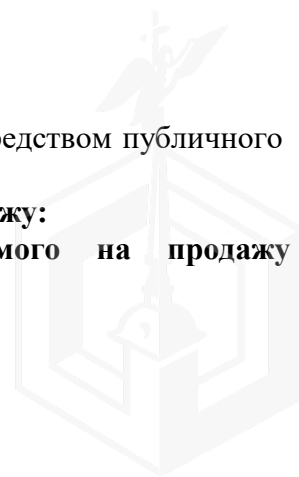 редством публичного
жу:
мого на продажу